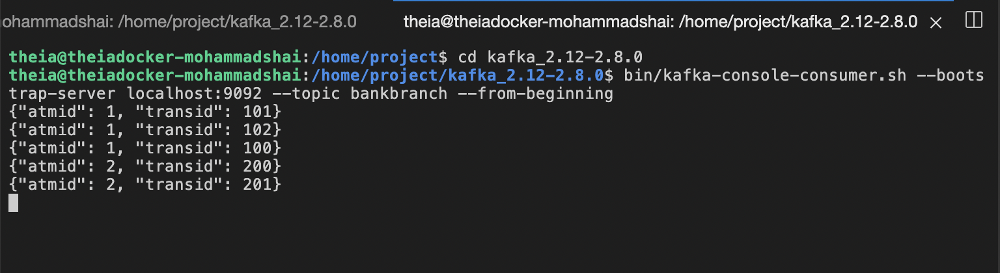 ohammadshai: /home/project/kafka_2.12-2.8.0 theia@theiadocker-mohammadshai: /home/project/kafka_2.12-2.8.0
theia@theiadocker-mohammadshai:/home/project$ cd kafka_2.12-2.8.0
theia@theiadocker-mohammadshai:/home/project/kafka_2.12-2.8.0$ bin/kafka-console-consumer.sh --boots
trap-server localhost:9092 --topic bankbranch --from-beginning
{"atmid": 1, "transid": 101}
{"atmid": 1, "transid": 102}
{"atmid": 1, "transid": 100}
{"atmid": 2, "transid": 200}
{"atmid": 2, "transid": 201}